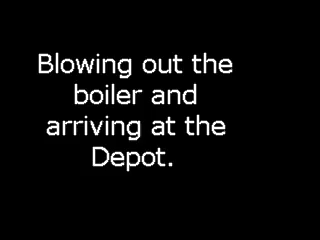 Blowing out the
boiler and
arriving at the
Depot.